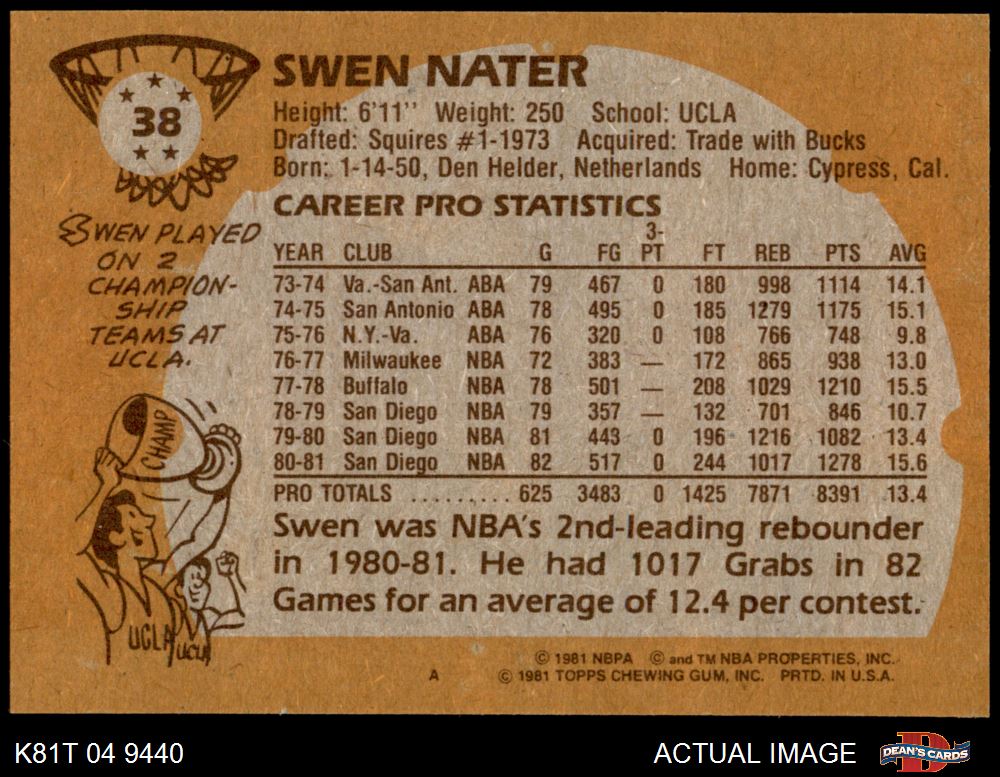 38
SWEN NATER
Height: 6'11'' Weight: 250 School: UCLA
Drafted: Squires #1-1973 Acquired: Trade with Bucks
Born: 1-14-50, Den Helder, Netherlands Home: Cypress, Cal.
SWEN PLAYED
ON 2
CHAMPION-
SHIP
TEAMS AT
UCLA.
CHAMP
UCLA
UCLA
CAREER PRO STATISTICS
YEAR CLUB G FG 3-PT FT REB PTS AVG
73-74 Va.-San Ant. ABA 79 467 0 180 998 1114 14.1
74-75 San Antonio ABA 78 495 0 185 1279 1175 15.1
75-76 N.Y.-Va. ABA 76 320 0 108 766 748 9.8
76-77 Milwaukee NBA 72 383 — 172 865 938 13.0
77-78 Buffalo NBA 78 501 — 208 1029 1210 15.5
78-79 San Diego NBA 79 357 — 132 701 846 10.7
79-80 San Diego NBA 81 443 0 196 1216 1082 13.4
80-81 San Diego NBA 82 517 0 244 1017 1278 15.6
PRO TOTALS .......... 625 3483 0 1425 7871 8391 13.4
Swen was NBA's 2nd-leading rebounder
in 1980-81. He had 1017 Grabs in 82
Games for an average of 12.4 per contest.
© 1981 NBPA © and TM NBA PROPERTIES, INC.
A © 1981 TOPPS CHEWING GUM, INC. PRTD. IN U.S.A.
K81T 04 9440 ACTUAL IMAGE DEAN'S CARDS